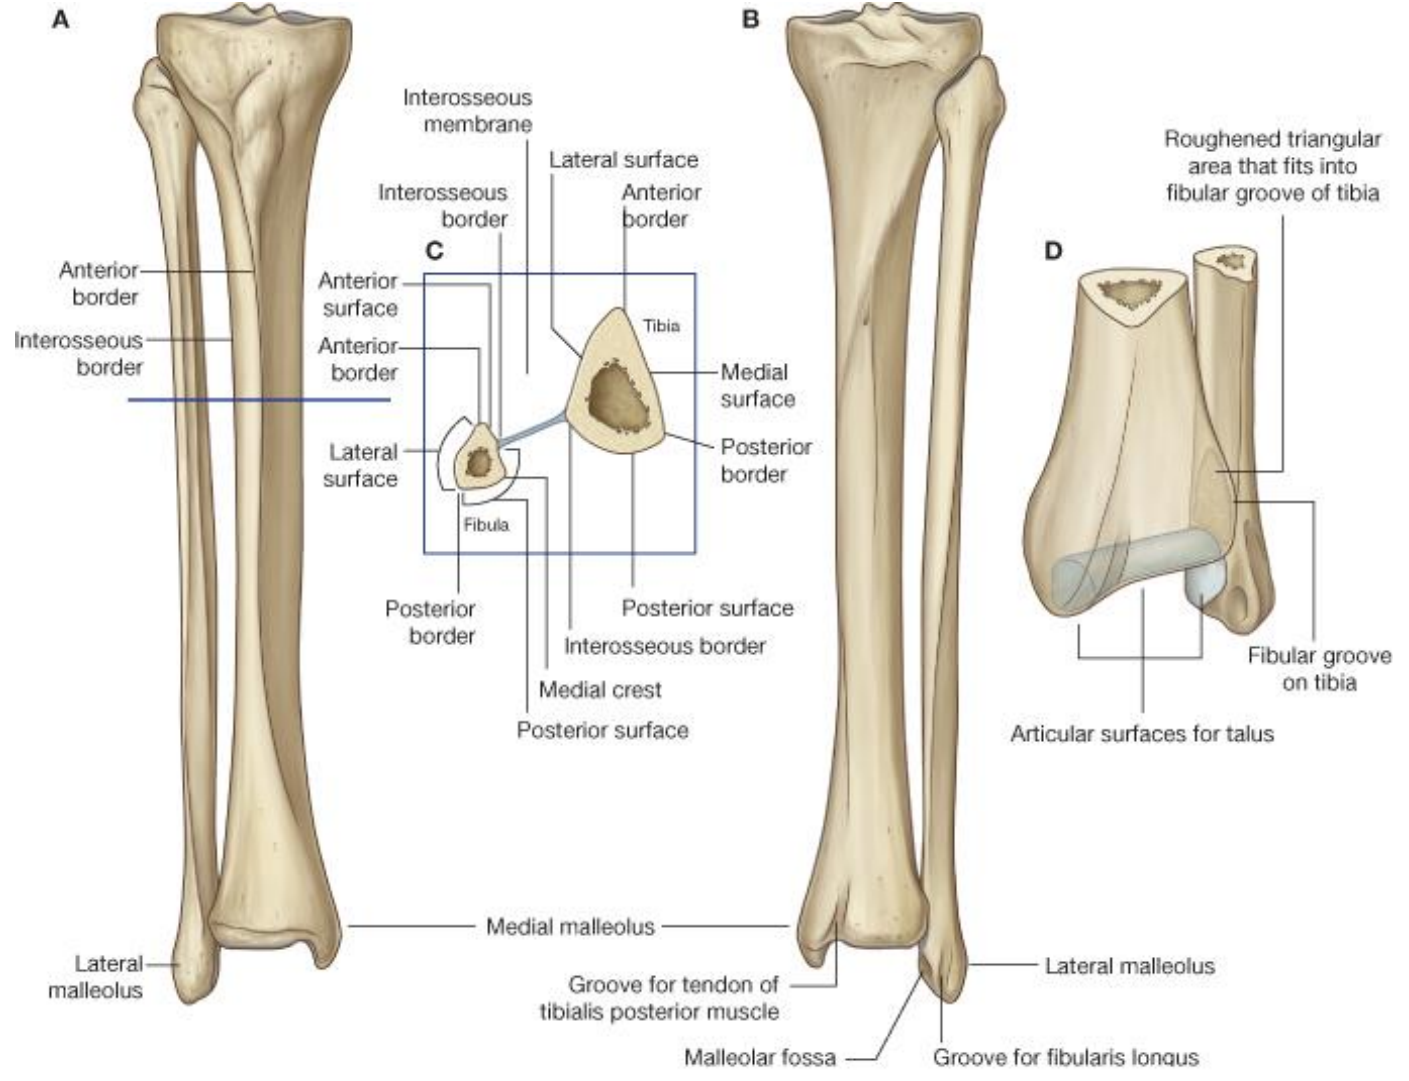 A
B
Interosseous
membrane
Lateral surface
Roughened triangular
area that fits into
fibular groove of tibia
Interosseous
border
Anterior
border
C
D
Anterior
border
Anterior
surface
Interosseous
border
Anterior
border
Tibia
Medial
surface
Lateral
surface
Posterior
border
Fibula
Posterior
border
Posterior surface
Interosseous border
Medial crest
Posterior surface
Fibular groove
on tibia
Articular surfaces for talus
Medial malleolus
Lateral
malleolus
Lateral malleolus
Groove for tendon of
tibialis posterior muscle
Malleolar fossa
Groove for fibularis longus